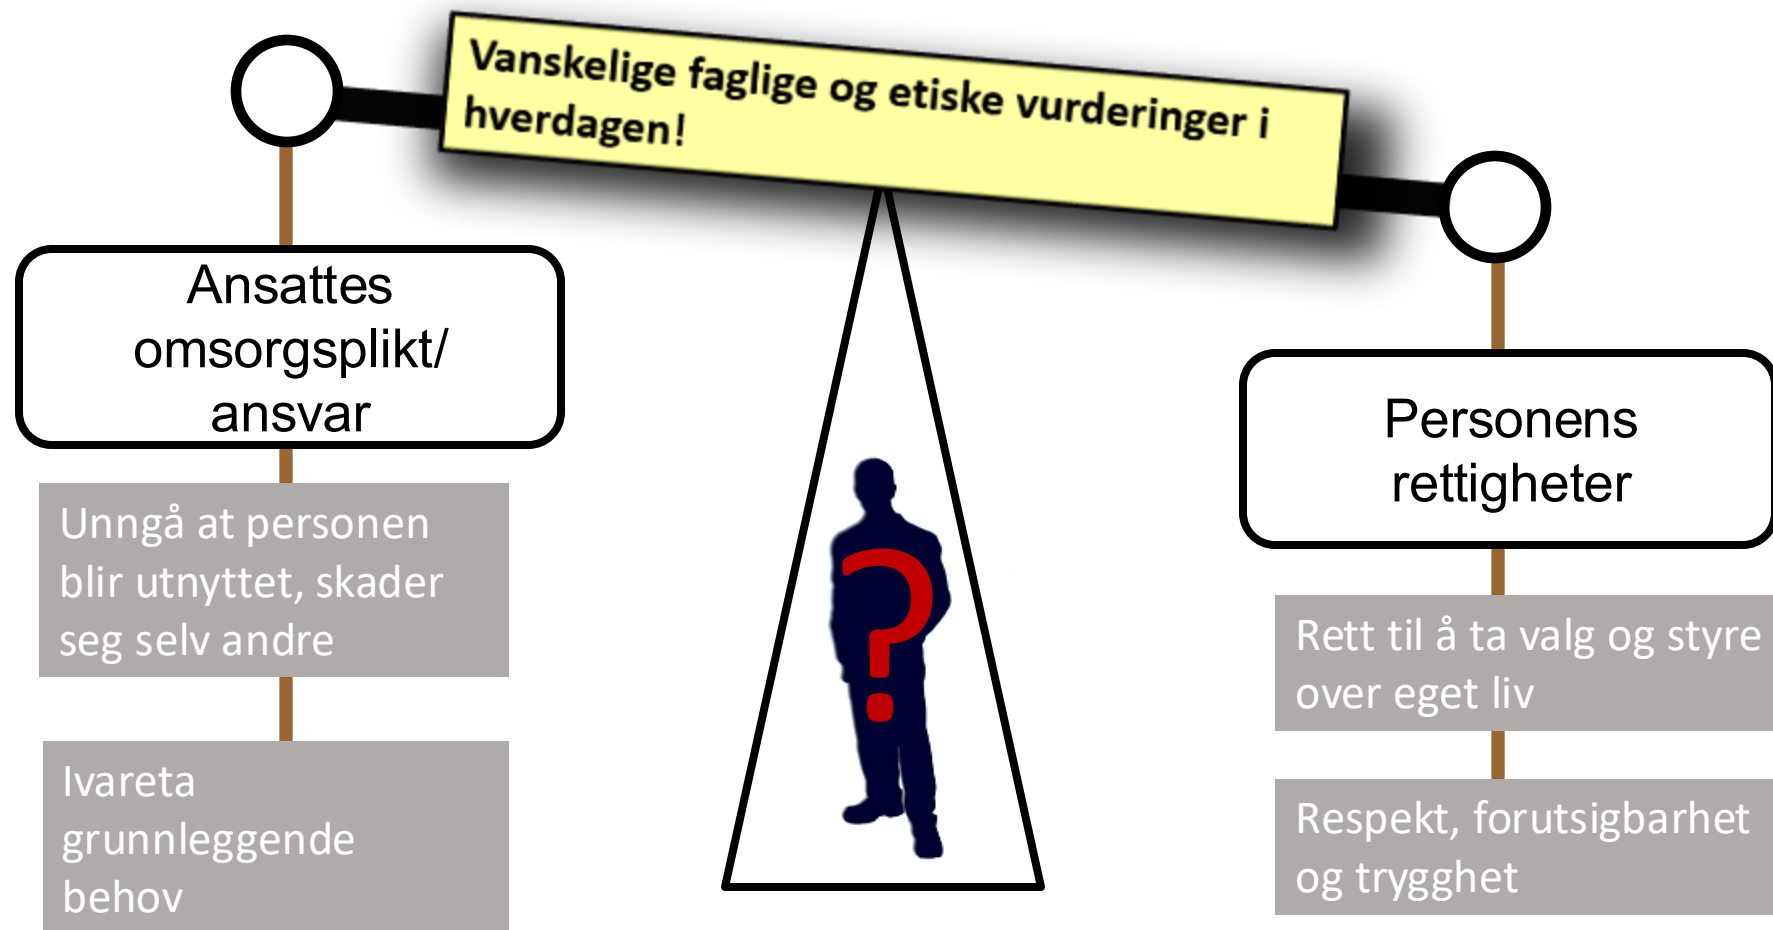 Vanskelige faglige og etiske vurderinger i
hverdagen!
Ansattes
omsorgsplikt/
ansvar
Unngå at personen
blir utnyttet, skader
seg selv andre
Ivareta
grunnleggende
behov
?
Personens
rettigheter
Rett til å ta valg og styre
over eget liv
Respekt, forutsigbarhet
og trygghet